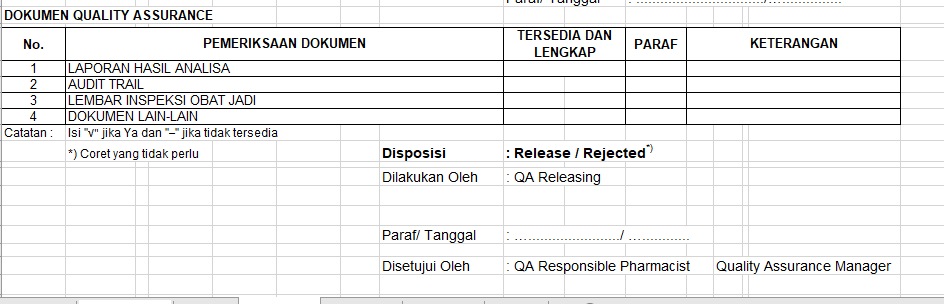 Paraf/ Tanggal : ................................../....................
DOKUMEN QUALITY ASSURANCE
No. PEMERIKSAAN DOKUMEN TERSEDIA DAN LENGKAP PARAF KETERANGAN
1 LAPORAN HASIL ANALISA
2 AUDIT TRAIL
3 LEMBAR INSPEKSI OBAT JADI
4 DOKUMEN LAIN-LAIN
Catatan : Isi "√" jika Ya dan "–" jika tidak tersedia
*) Coret yang tidak perlu Disposisi : Release / Rejected*)
Dilakukan Oleh : QA Releasing
Paraf/ Tanggal : ............................/ ..................
Disetujui Oleh : QA Responsible Pharmacist Quality Assurance Manager